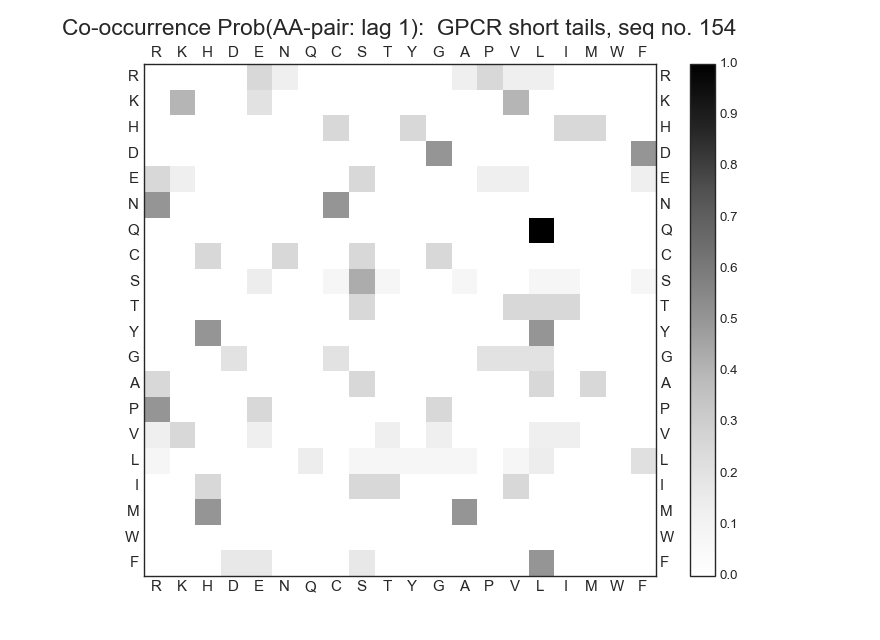 Co-occurrence Prob(AA-pair: lag 1):  GPCR short tails, seq no. 154
R K H D E N Q C S T Y G A P V L I M W F
R R 1.0
K K 0.9
H H
D D 0.8
E E
N N 0.7
Q Q
C C 0.6
S S
T T 0.5
Y Y
G G 0.4
A A
P P 0.3
V V
L L 0.2
I I
M M 0.1
W W
F F 0.0
R K H D E N Q C S T Y G A P V L I M W F